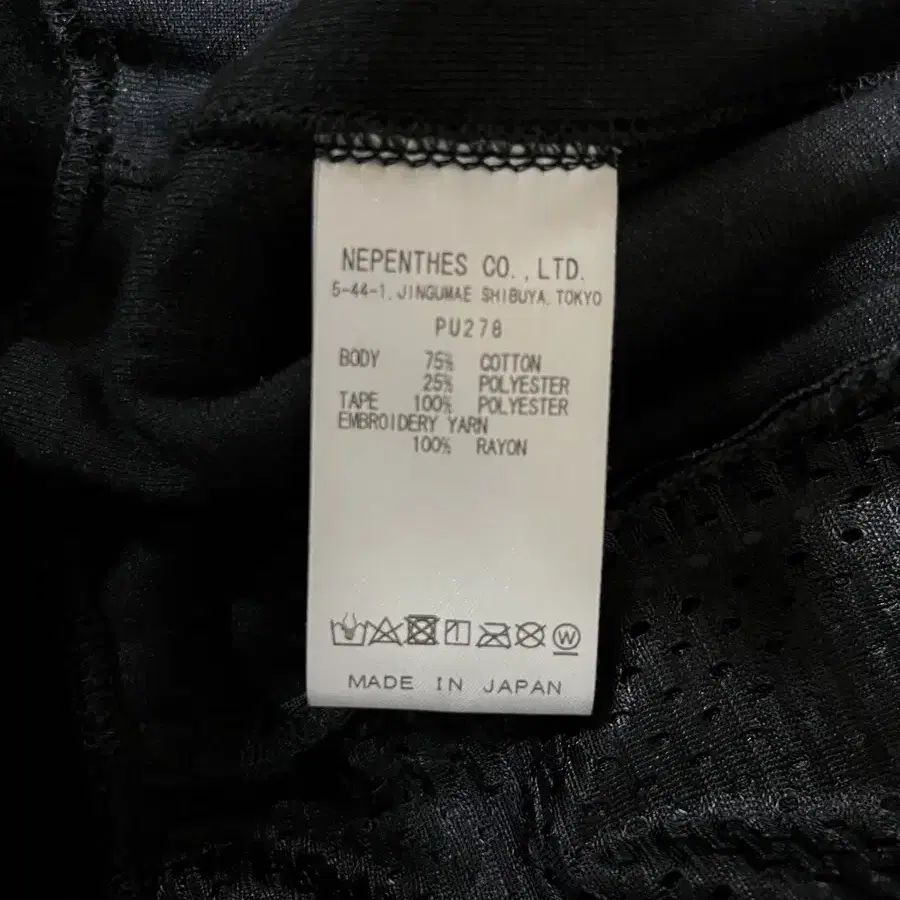 NEPENTHES CO., LTD.
5-44-1, JINGUMAE SHIBUYA, TOKYO
PU278
BODY 75% COTTON
25% POLYESTER
TAPE 100% POLYESTER
EMBROIDERY YARN
100% RAYON
W
MADE IN JAPAN